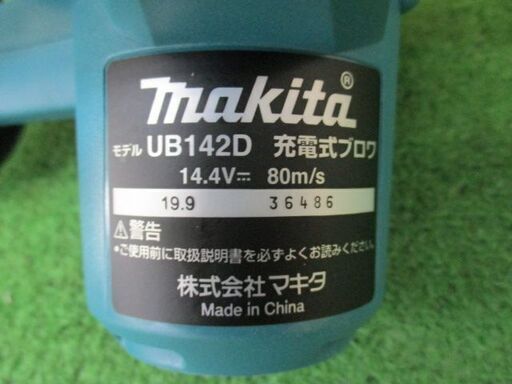 makita®
モデル UB142D 充電式ブロワ
14.4V⎓ 80m/s
19.9 36486
⚠警告
•ご使用前に取扱説明書を必ずよくお読みください。
株式会社マキタ
Made in China